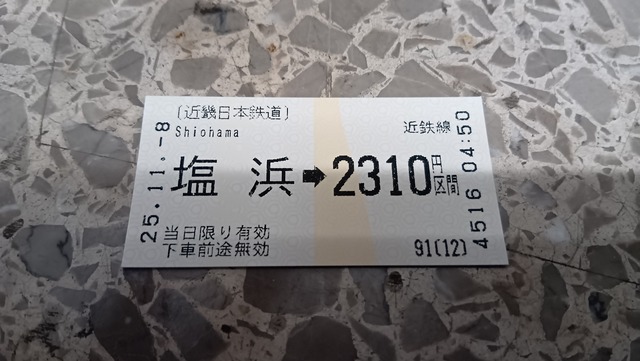 〔近畿日本鉄道〕
Shiohama
近鉄線
塩浜➡2310円区間
当日限り有効
下車前途無効
91(12)
25.11.-8
4516 04:50